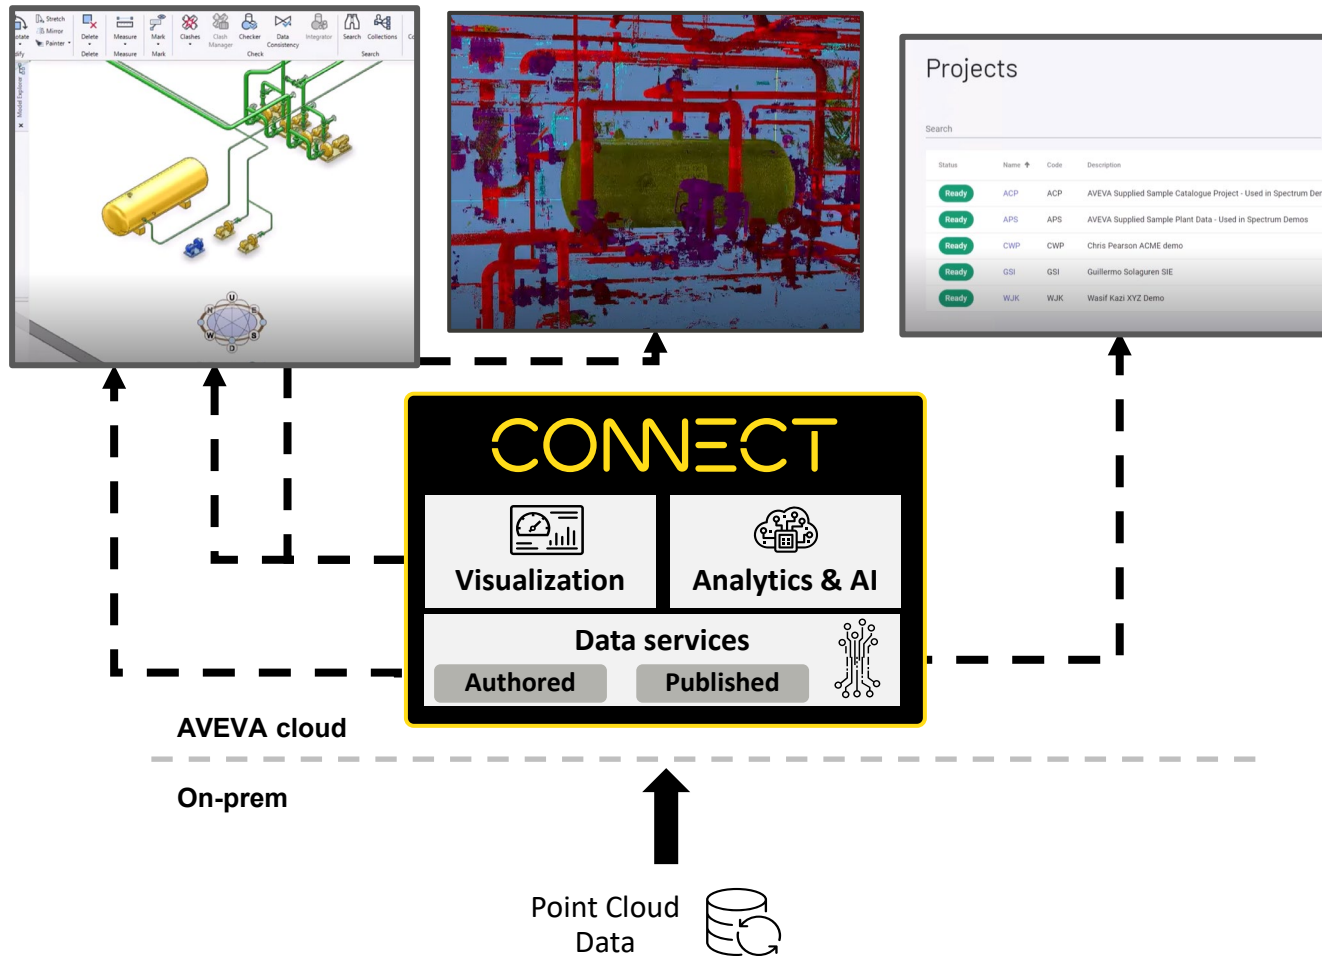 Stretch
Mirror
Painter
Delete
Measure
Mark
Clashes
Clash
Manager
Checker
Data
Consistency
Integrator
Search
Collections
Delete
Measure
Mark
Check
Search
Model Explorer
U
N
E
W
S
D
Projects
Search
Status Name Code Description
Ready ACP ACP AVEVA Supplied Sample Catalogue Project - Used in Spectrum Der
Ready APS APS AVEVA Supplied Sample Plant Data - Used in Spectrum Demos
Ready CWP CWP Chris Pearson ACME demo
Ready GSI GSI Guillermo Solaguren SIE
Ready WJK WJK Wasif Kazi XYZ Demo
CONNECT
Visualization
Analytics & AI
Data services
Authored
Published
AVEVA cloud
On-prem
Point Cloud
Data